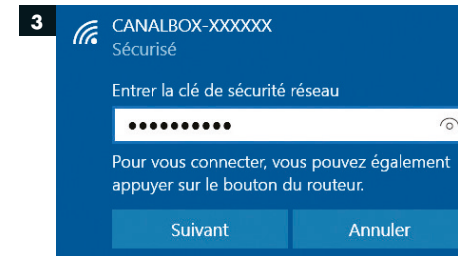 3
CANALBOX-XXXXXX
Sécurisé
Entrer la clé de sécurité réseau
••••••••••
Pour vous connecter, vous pouvez également
appuyer sur le bouton du routeur.
Suivant Annuler